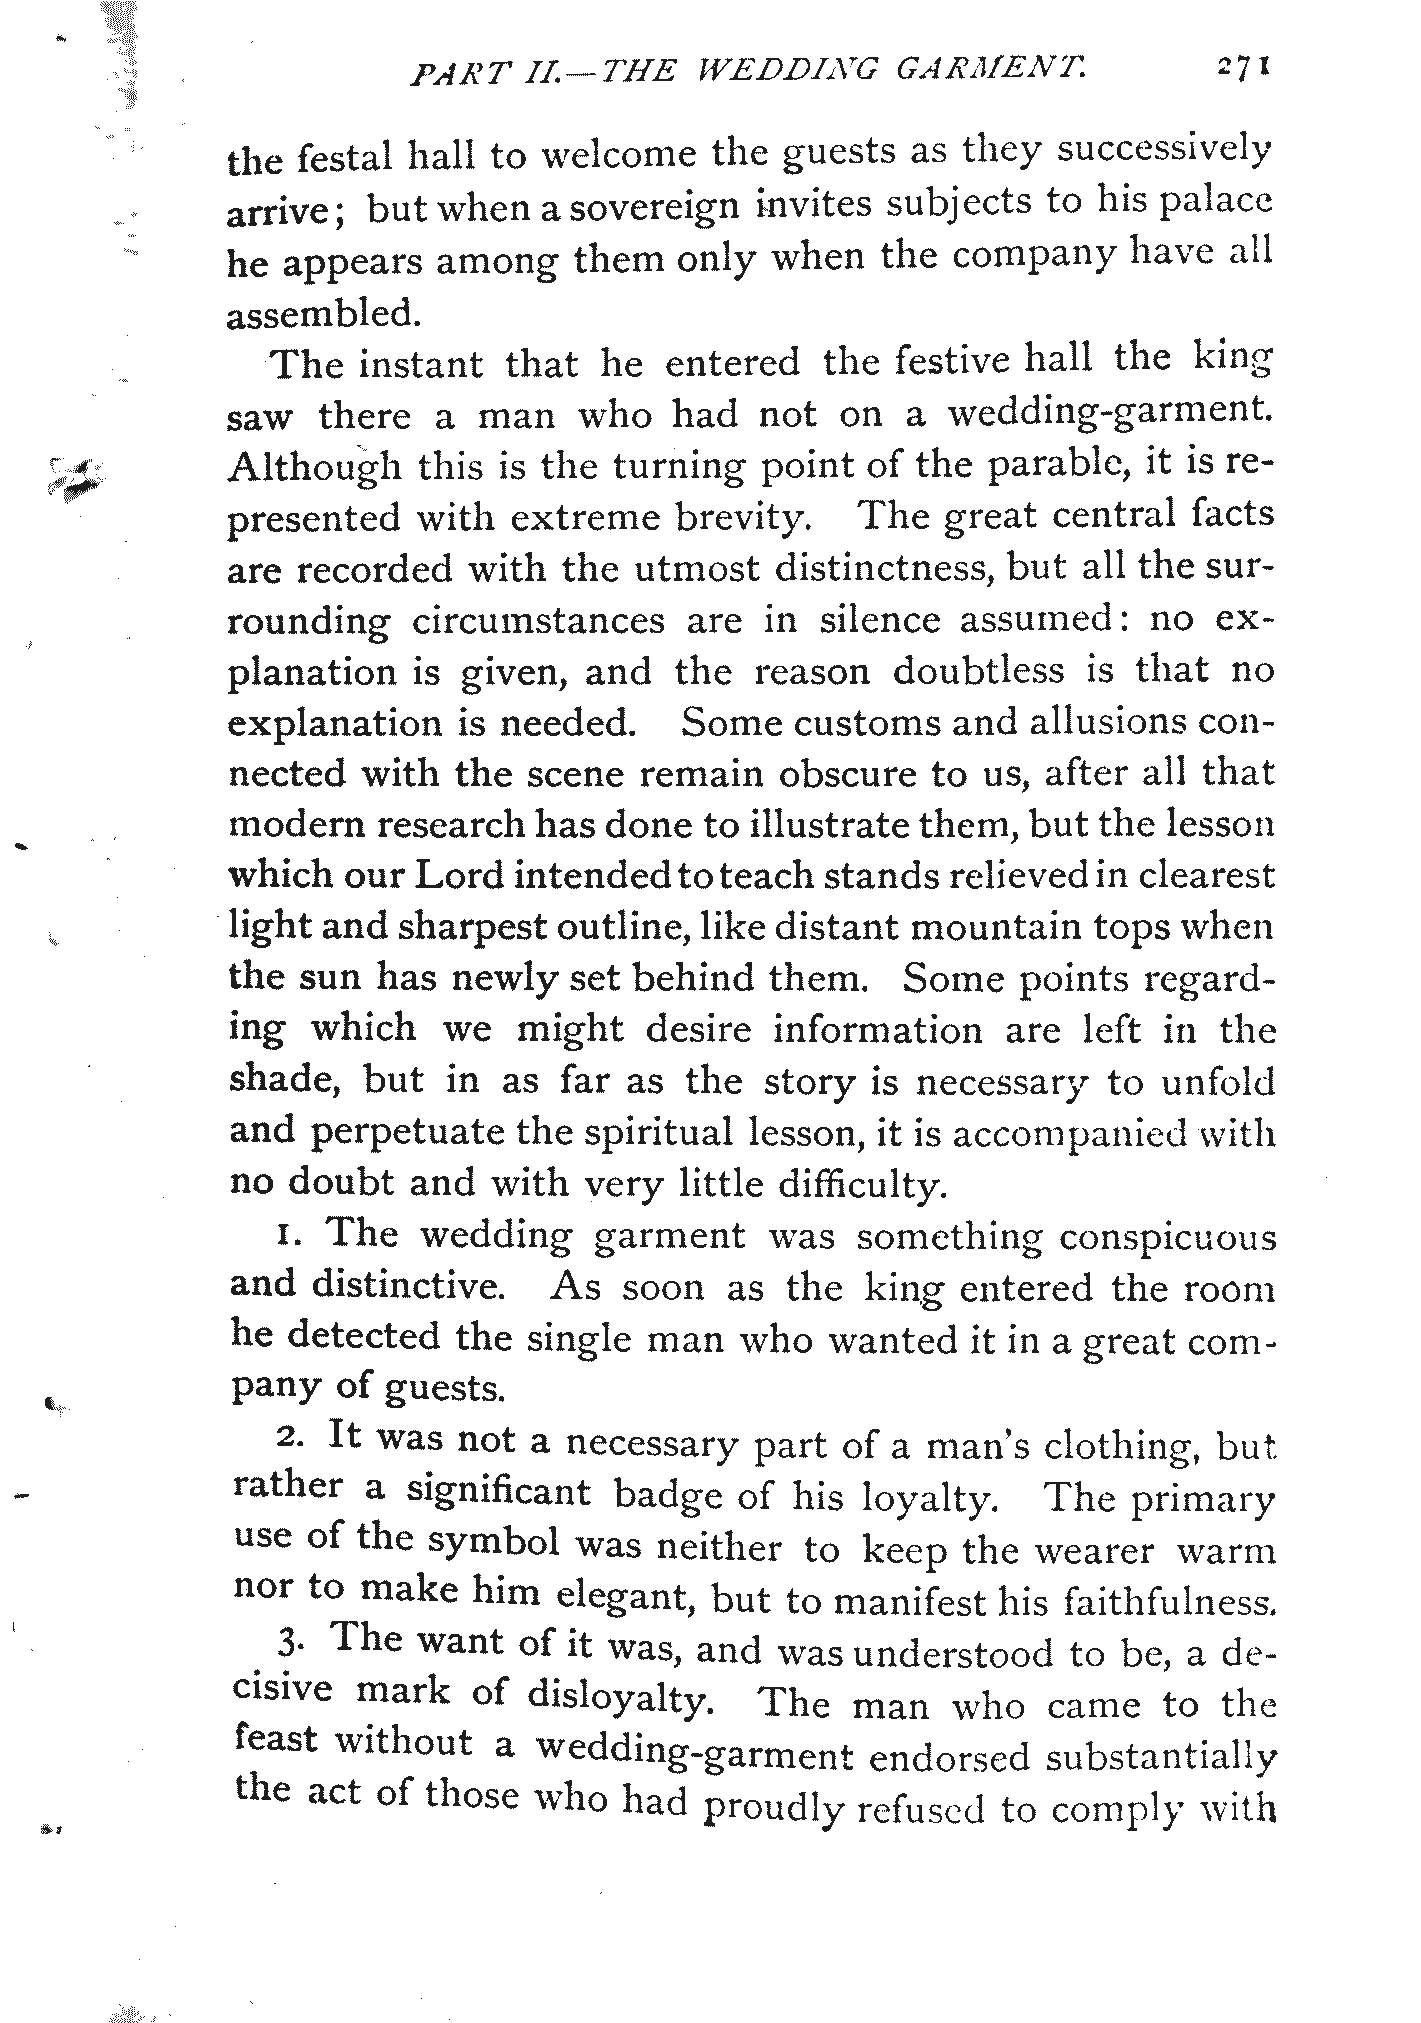 PART II.—THE WEDDING GARMENT. 271
the festal hall to welcome the guests as they successively
arrive; but when a sovereign invites subjects to his palace
he appears among them only when the company have all
assembled.
The instant that he entered the festive hall the king
saw there a man who had not on a wedding-garment.
Although this is the turning point of the parable, it is re-
presented with extreme brevity. The great central facts
are recorded with the utmost distinctness, but all the sur-
rounding circumstances are in silence assumed: no ex-
planation is given, and the reason doubtless is that no
explanation is needed. Some customs and allusions con-
nected with the scene remain obscure to us, after all that
modern research has done to illustrate them, but the lesson
which our Lord intended to teach stands relieved in clearest
light and sharpest outline, like distant mountain tops when
the sun has newly set behind them. Some points regard-
ing which we might desire information are left in the
shade, but in as far as the story is necessary to unfold
and perpetuate the spiritual lesson, it is accompanied with
no doubt and with very little difficulty.
1. The wedding garment was something conspicuous
and distinctive. As soon as the king entered the room
he detected the single man who wanted it in a great com-
pany of guests.
2. It was not a necessary part of a man's clothing, but
rather a significant badge of his loyalty. The primary
use of the symbol was neither to keep the wearer warm
nor to make him elegant, but to manifest his faithfulness.
3. The want of it was, and was understood to be, a de-
cisive mark of disloyalty. The man who came to the
feast without a wedding-garment endorsed substantially
the act of those who had proudly refused to comply with